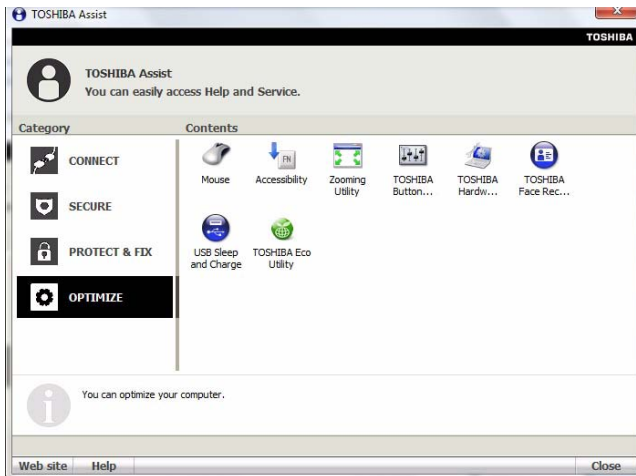 TOSHIBA Assist
TOSHIBA
TOSHIBA Assist
You can easily access Help and Service.
Category
Contents
CONNECT
SECURE
PROTECT & FIX
OPTIMIZE
Mouse
Accessibility
Zooming
Utility
TOSHIBA
Button...
TOSHIBA
Hardw...
TOSHIBA
Face Rec...
USB Sleep
and Charge
TOSHIBA Eco
Utility
FN
You can optimize your computer.
Web site
Help
Close